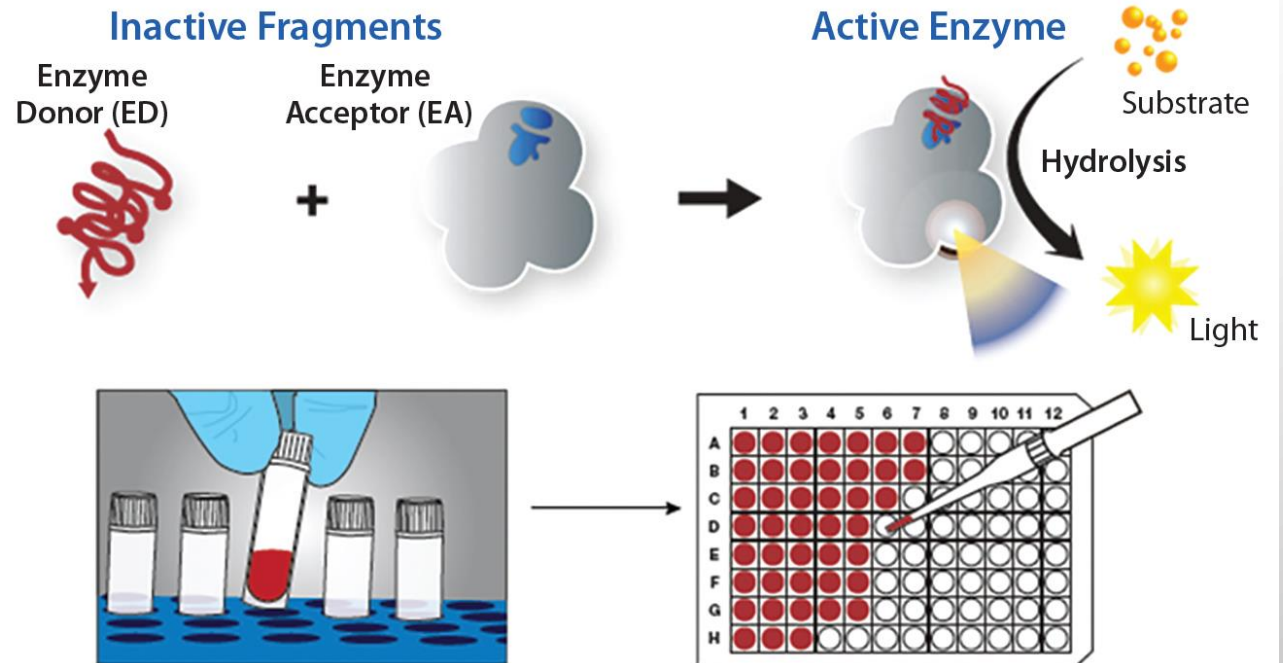 Inactive Fragments
Active Enzyme
Enzyme
Donor (ED)
Enzyme
Acceptor (EA)
Substrate
+
Hydrolysis
Light
1 2 3 4 5 6 7 8 9 10 11 12
A
B
C
D
E
F
G
H